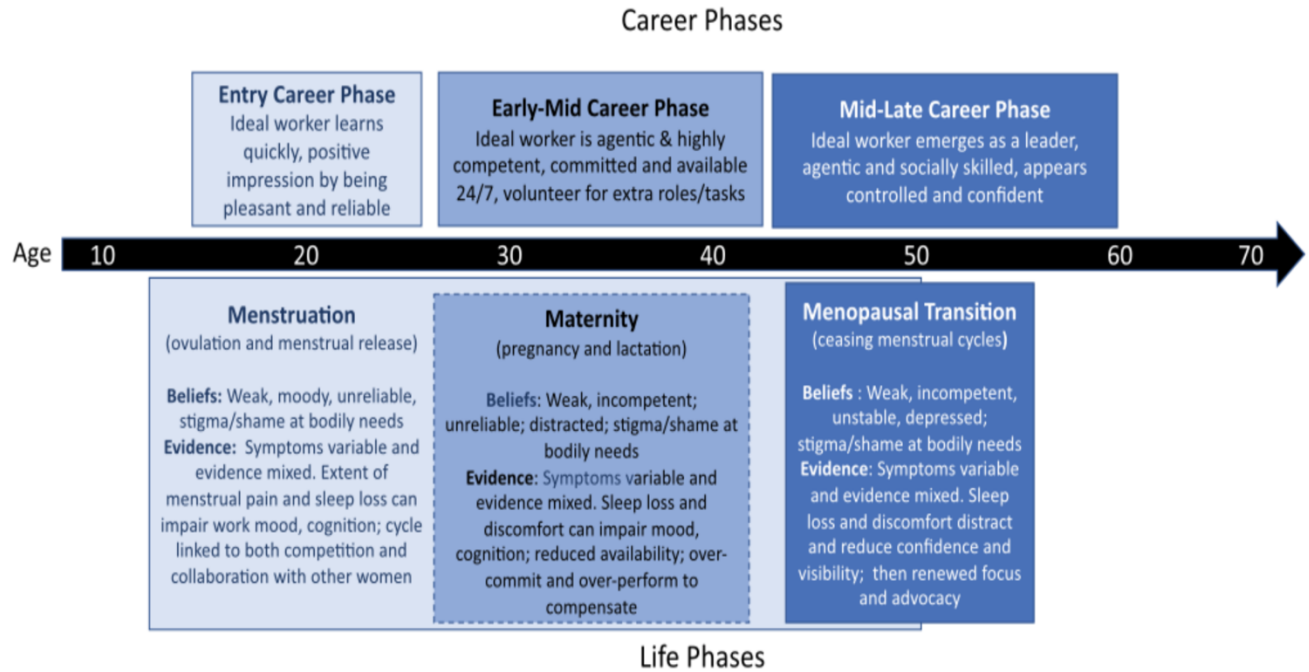 Career Phases
Entry Career Phase
Ideal worker learns
quickly, positive
impression by being
pleasant and reliable
Early-Mid Career Phase
Ideal worker is agentic & highly
competent, committed and available
24/7, volunteer for extra roles/tasks
Mid-Late Career Phase
Ideal worker emerges as a leader,
agentic and socially skilled, appears
controlled and confident
Age 10 20 30 40 50 60 70
Menstruation
(ovulation and menstrual release)
Beliefs: Weak, moody, unreliable,
stigma/shame at bodily needs
Evidence: Symptoms variable and
evidence mixed. Extent of
menstrual pain and sleep loss can
impair work mood, cognition; cycle
linked to both competition and
collaboration with other women
Maternity
(pregnancy and lactation)
Beliefs: Weak, incompetent;
unreliable; distracted; stigma/shame at
bodily needs
Evidence: Symptoms variable and
evidence mixed. Sleep loss and
discomfort can impair mood,
cognition; reduced availability; over-
commit and over-perform to
compensate
Menopausal Transition
(ceasing menstrual cycles)
Beliefs : Weak, incompetent,
unstable, depressed;
stigma/shame at bodily needs
Evidence: Symptoms variable
and evidence mixed. Sleep
loss and discomfort distract
and reduce confidence and
visibility; then renewed focus
and advocacy
Life Phases